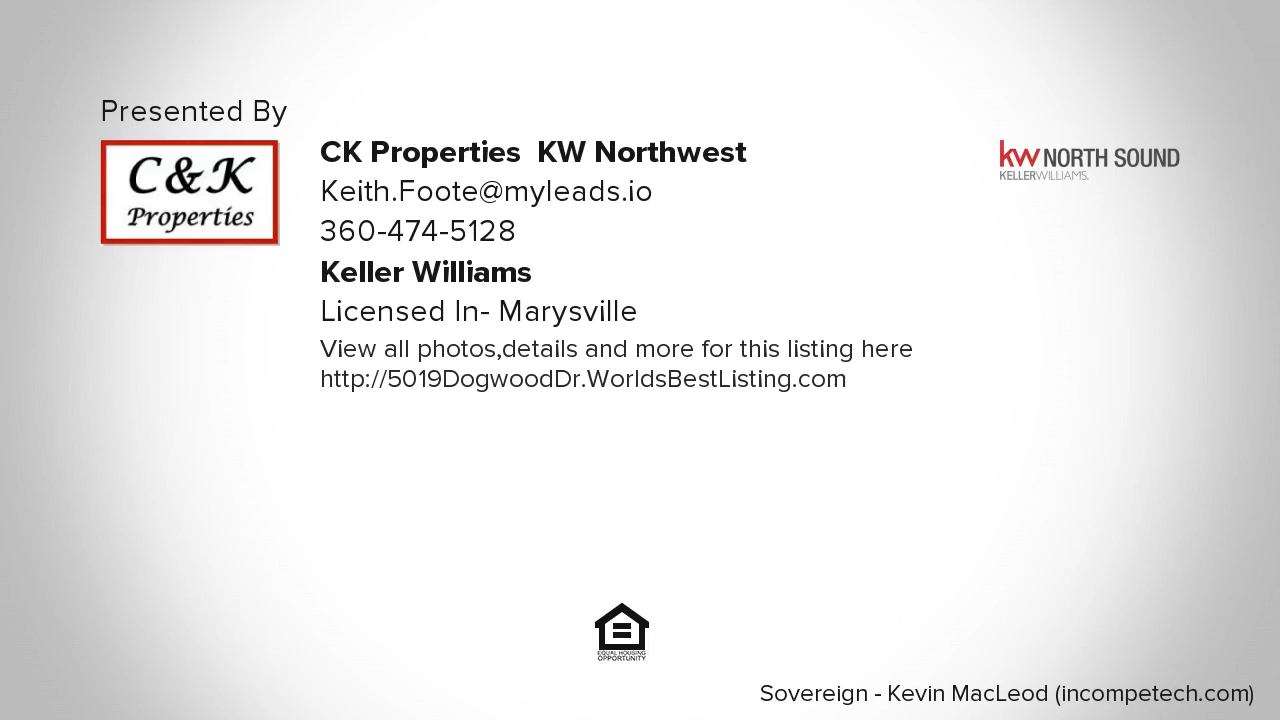 Presented By
C & K
Properties
CK Properties  KW Northwest
Keith.Foote@myleads.io
360-474-5128
Keller Williams
Licensed In- Marysville
View all photos,details and more for this listing here
http://5019DogwoodDr.WorldsBestListing.com
kw NORTH SOUND
KELLERWILLIAMS.
EQUAL HOUSING
OPPORTUNITY
Sovereign - Kevin MacLeod (incompetech.com)